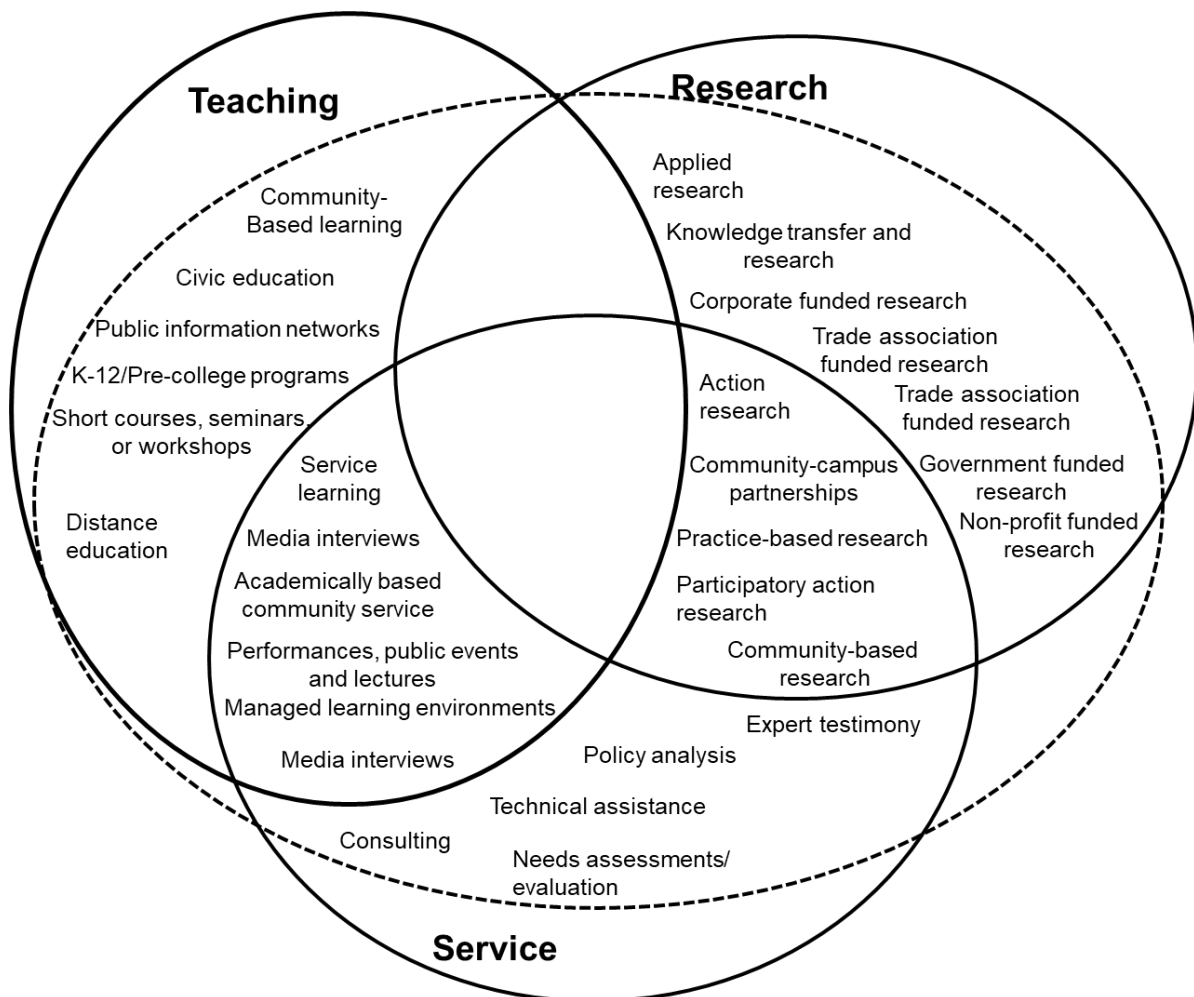 Teaching
Research
Community-
Based learning
Civic education
Public information networks
K-12/Pre-college programs
Short courses, seminars,
or workshops
Distance
education
Service
learning
Media interviews
Academically based
community service
Performances, public events
and lectures
Managed learning environments
Media interviews
Applied
research
Knowledge transfer and
research
Corporate funded research
Trade association
funded research
Trade association
funded research
Government funded
research
Non-profit funded
research
Action
research
Community-campus
partnerships
Practice-based research
Participatory action
research
Community-based
research
Expert testimony
Policy analysis
Technical assistance
Consulting
Needs assessments/
evaluation
Service